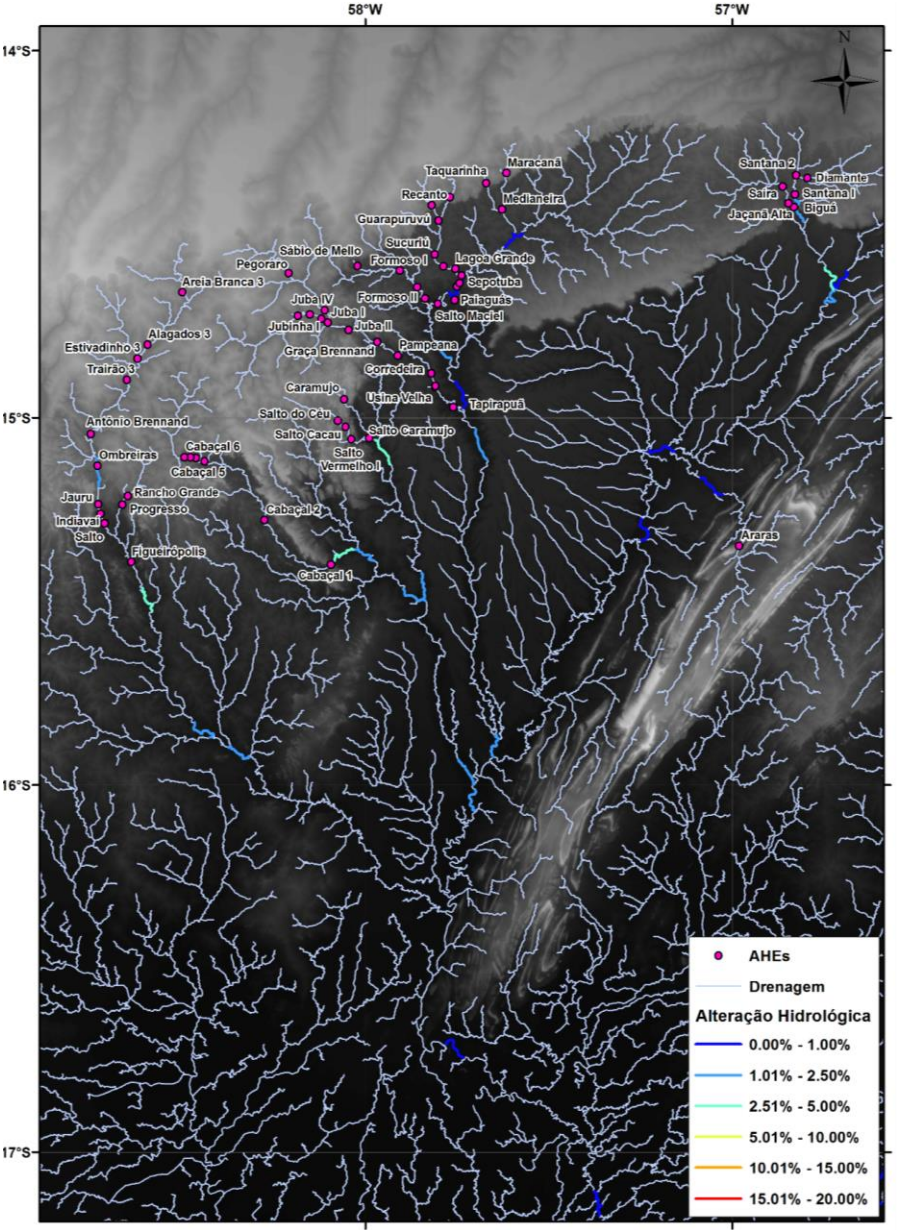 58°W
57°W
14°S
N
Maracanã
Taquarinha
Santana 2
Diamante
Saíra
Santana I
Recanto
Medianeira
Jaçanã Alta
Biguá
Guarapuruvú
Sucuriú
Sábio de Mello
Formoso I
Lagoa Grande
Pegoraro
Sepotuba
Areia Branca 3
Formoso II
Paiaguás
Juba IV
Juba I
Salto Maciel
Jubinha I
Juba II
Alagados 3
Estivadinho 3
Graça Brennand
Pampeana
Trairão 3
Corredeira
Caramujo
Usina Velha
Tapirapuã
15°S
Salto do Céu
Antônio Brennand
Salto Cacau
Salto Caramujo
Cabaçal 6
Salto
Vermelho I
Ombreiras
Cabaçal 5
Jauru
Rancho Grande
Progresso
Cabaçal 2
Indiavaí
Salto
Araras
Figueirópolis
Cabaçal 1
16°S
AHEs
Drenagem
Alteração Hidrológica
0.00% - 1.00%
1.01% - 2.50%
2.51% - 5.00%
5.01% - 10.00%
10.01% - 15.00%
15.01% - 20.00%
17°S